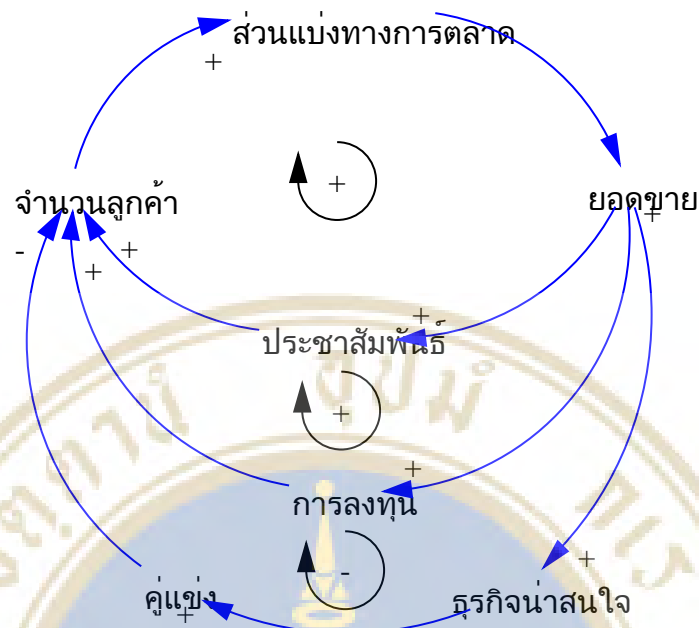 ส่วนแบ่งทางการตลาด
+
+
จำนวนลูกค้า
ยอดขาย
+
-
+
+
+
ประชาสัมพันธ์
+
+
การลงทุน
-
+
คู่แข่ง
+
ธุรกิจน่าสนใจ